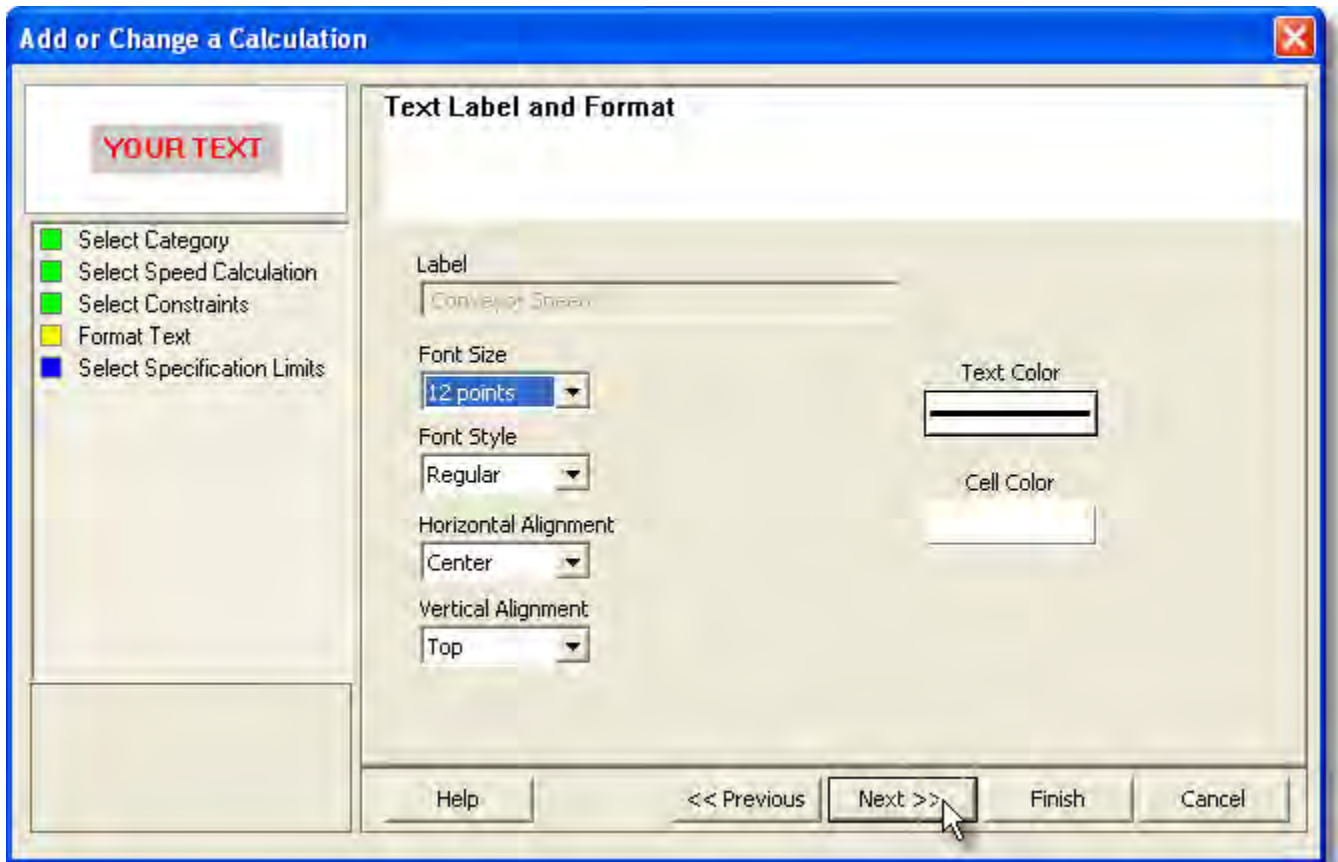 Add or Change a Calculation
YOUR TEXT
Select Category
Select Speed Calculation
Select Constraints
Format Text
Select Specification Limits
Text Label and Format
Label
Conveyor Speed
Font Size
12 points
Font Style
Regular
Horizontal Alignment
Center
Vertical Alignment
Top
Text Color
Cell Color
Help
<< Previous
Next >>
Finish
Cancel